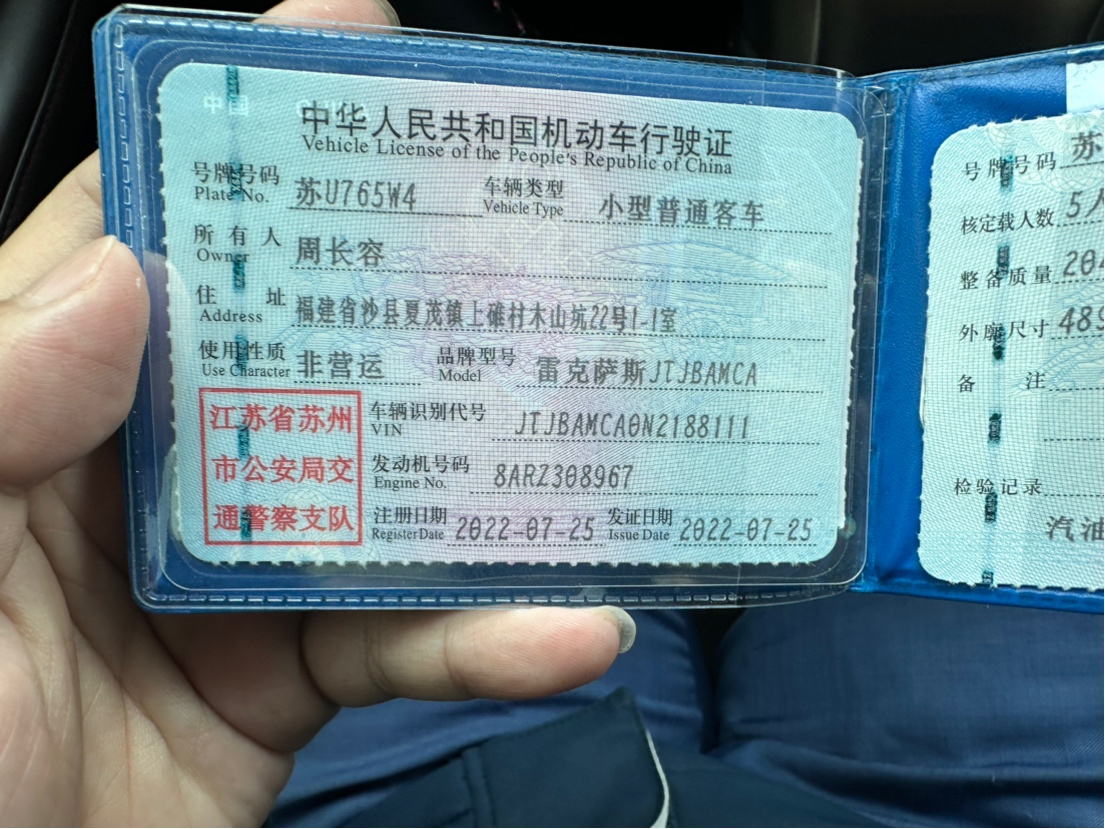 中国
中华人民共和国机动车行驶证
Vehicle License of the People's Republic of China
号牌号码 苏U765W4 车辆类型 小型普通客车
Plate No. Vehicle Type
所有人 周长容
Owner
住址 福建省沙县夏茂镇上碓村木山坑22号1-1室
Address
使用性质 非营运 品牌型号 雷克萨斯JTJBAMCA
Use Character Model
江苏省苏州
市公安局交
通警察支队
车辆识别代号 JTJBAMCA0N2188111
VIN
发动机号码 8ARZ308967
Engine No.
注册日期 2022-07-25 发证日期 2022-07-25
Register Date Issue Date
号牌号码 苏
核定载人数 5人
整备质量 204
外廓尺寸 489
备注
检验记录
汽油